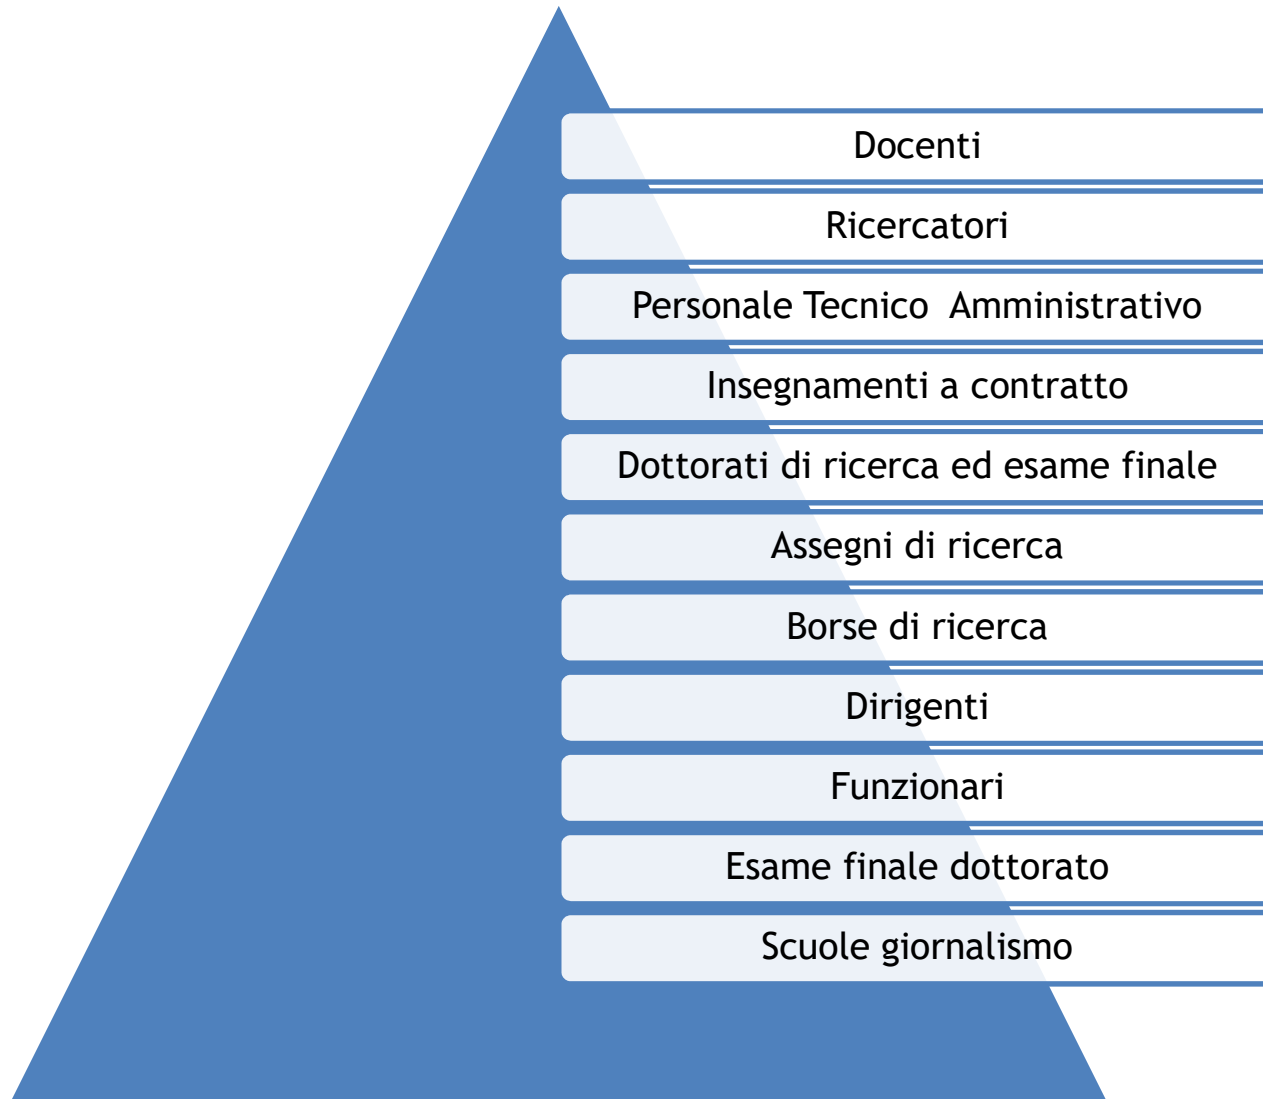 Docenti
Ricercatori
Personale Tecnico  Amministrativo
Insegnamenti a contratto
Dottorati di ricerca ed esame finale
Assegni di ricerca
Borse di ricerca
Dirigenti
Funzionari
Esame finale dottorato
Scuole giornalismo